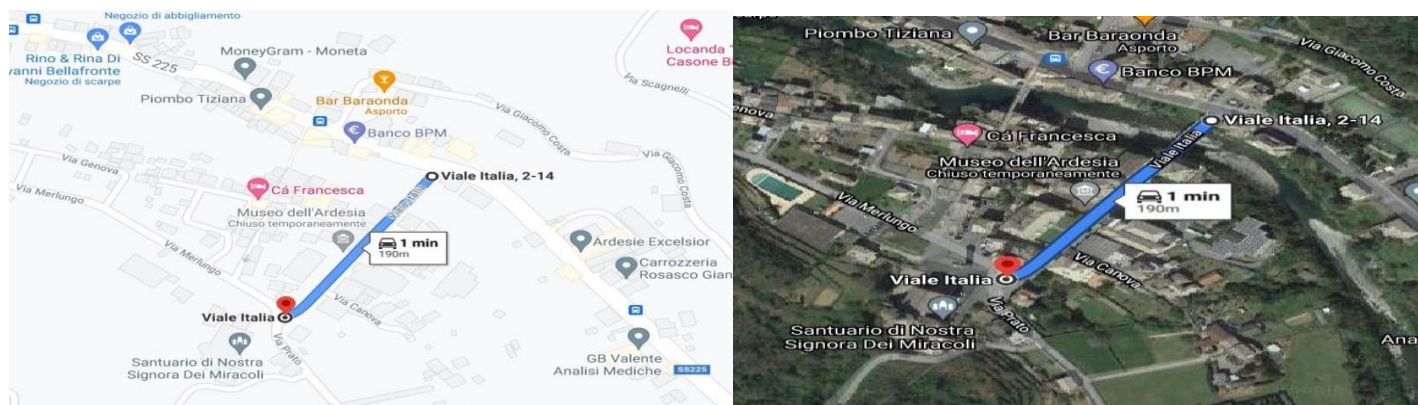 Negozio di abbigliamento
Rino & Rina Di
vanni Bellafronte
Negozio di scarpe
SS 225
MoneyGram - Moneta
Piombo Tiziana
Bar Baraonda
Asporto
Banco BPM
Locanda
Casone B
Via Scagnelli
Via Giacomo Costa
Via Giacomo Costa
Via Genova
Via Merlungo
Via Merlungo
Cá Francesca
Viale Italia, 2-14
Viale Italia
Museo dell'Ardesia
Chiuso temporaneamente
1 min
190m
Ardesie Excelsior
Carrozzeria
Rosasco Gian
Viale Italia
Via Canova
Via Prato
Santuario di Nostra
Signora Dei Miracoli
GB Valente
Analisi Mediche
SS225
Piombo Tiziana
Bar Baraonda
Asporto
Banco BPM
Via Giacomo Costa
enova
Cá Francesca
Viale Italia, 2-14
Viale Italia
Museo dell'Ardesia
Chiuso temporaneamente
1 min
190m
Via Merlungo
Viale Italia
Via Canova
Via Prato
Santuario di Nostra
Signora Dei Miracoli
Ana